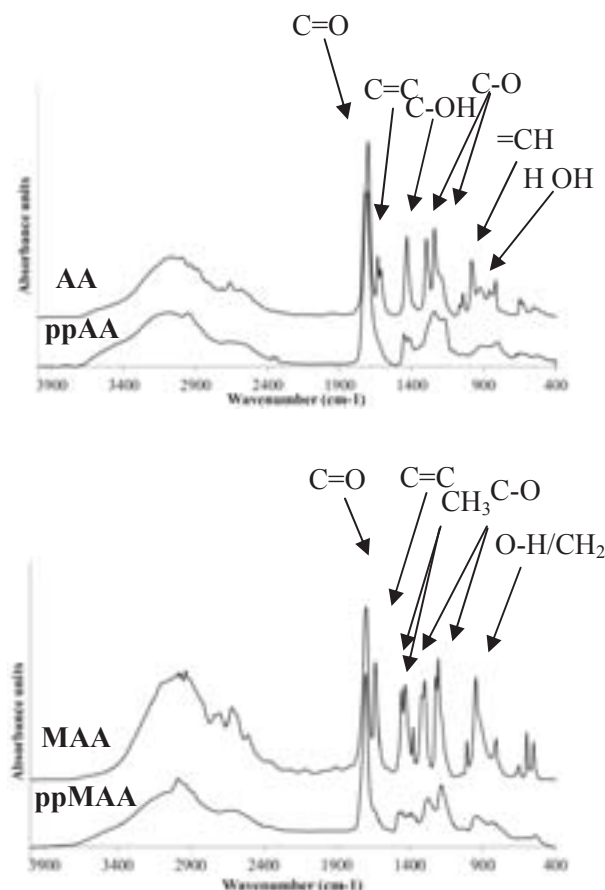 C=O
C=C
C-O
C-OH
=CH
H OH
Absorbance units
AA
ppAA
3900 3400 2900 2400 1900 1400 900 400
Wavenumber (cm-1)
C=O
C=C
CH₃
C-O
O-H/CH₂
Absorbance units
MAA
ppMAA
3900 3400 2900 2400 1900 1400 900 400
Wavenumber (cm-1)